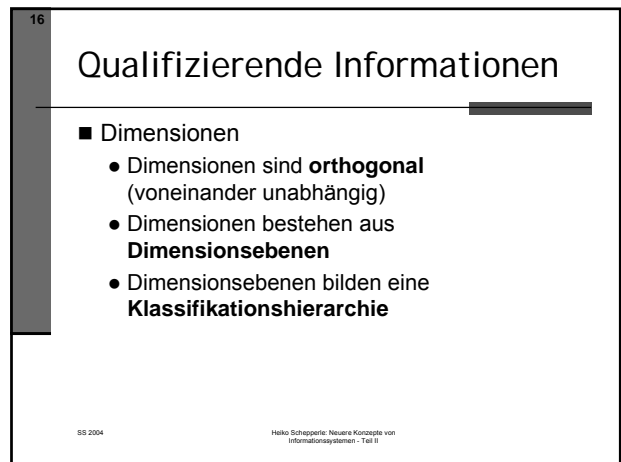 16
Qualifizierende Informationen
■ Dimensionen
● Dimensionen sind orthogonal
(voneinander unabhängig)
● Dimensionen bestehen aus
Dimensionsebenen
● Dimensionsebenen bilden eine
Klassifikationshierarchie
SS 2004
Heiko Schepperle: Neuere Konzepte von
Informationssystemen - Teil II